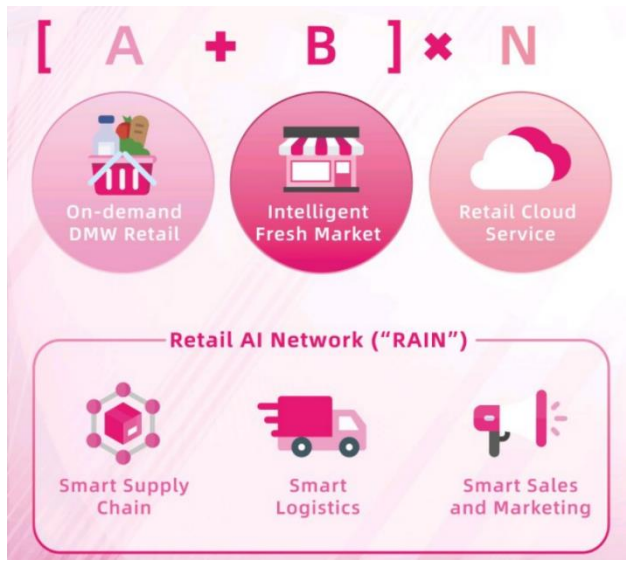 [ A + B ] × N
On-demand
DMW Retail
Intelligent
Fresh Market
Retail Cloud
Service
Retail AI Network (“RAIN”)
Smart Supply
Chain
Smart
Logistics
Smart Sales
and Marketing